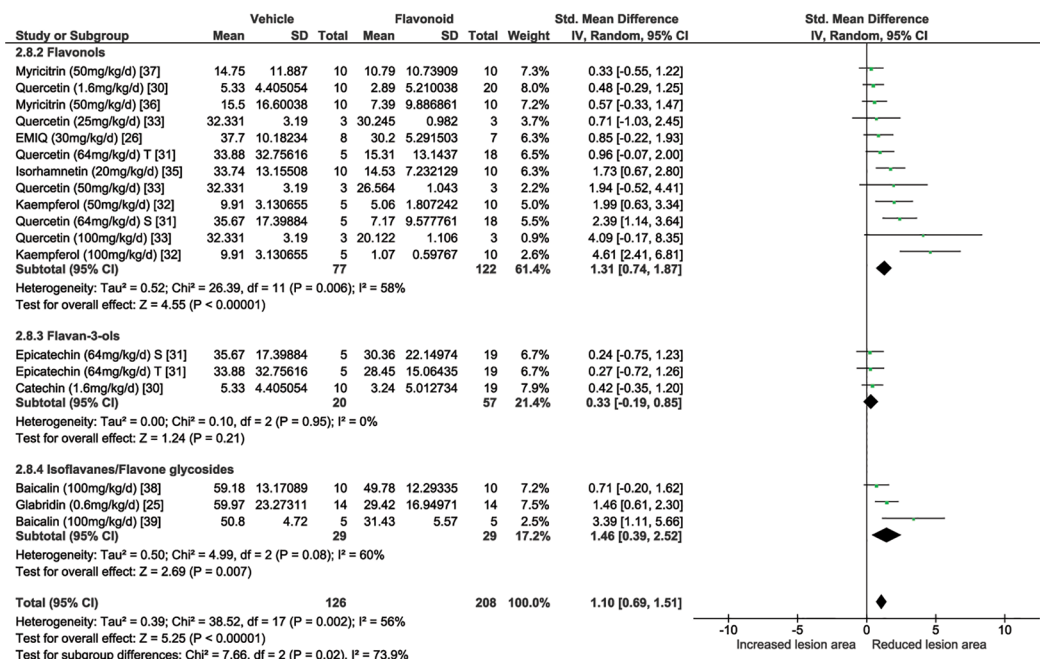 Vehicle Flavonoid Std. Mean Difference Std. Mean Difference
Study or Subgroup Mean SD Total Mean SD Total Weight IV, Random, 95% CI IV, Random, 95% CI
2.8.2 Flavonols
Myricitrin (50mg/kg/d) [37] 14.75 11.887 10 10.79 10.73909 10 7.3% 0.33 [-0.55, 1.22]
Quercetin (1.6mg/kg/d) [30] 5.33 4.405054 10 2.89 5.210038 20 8.0% 0.48 [-0.29, 1.25]
Myricitrin (50mg/kg/d) [36] 15.5 16.60038 10 7.39 9.886861 10 7.2% 0.57 [-0.33, 1.47]
Quercetin (25mg/kg/d) [33] 32.331 3.19 3 30.245 0.982 3 3.7% 0.71 [-1.03, 2.45]
EMIQ (30mg/kg/d) [26] 37.7 10.18234 8 30.2 5.291503 7 6.3% 0.85 [-0.22, 1.93]
Quercetin (64mg/kg/d) T [31] 33.88 32.75616 5 15.31 13.1437 18 6.5% 0.96 [-0.07, 2.00]
Isorhamnetin (20mg/kg/d) [35] 33.74 13.15508 10 14.53 7.232129 10 6.3% 1.73 [0.67, 2.80]
Quercetin (50mg/kg/d) [33] 32.331 3.19 3 26.564 1.043 3 2.2% 1.94 [-0.52, 4.41]
Kaempferol (50mg/kg/d) [32] 9.91 3.130655 5 5.06 1.807242 10 5.0% 1.99 [0.63, 3.34]
Quercetin (64mg/kg/d) S [31] 35.67 17.39884 5 7.17 9.577761 18 5.5% 2.39 [1.14, 3.64]
Quercetin (100mg/kg/d) [33] 32.331 3.19 3 20.122 1.106 3 0.9% 4.09 [-0.17, 8.35]
Kaempferol (100mg/kg/d) [32] 9.91 3.130655 5 1.07 0.59767 10 2.6% 4.61 [2.41, 6.81]
Subtotal (95% CI) 77 122 61.4% 1.31 [0.74, 1.87]
Heterogeneity: Tau² = 0.52; Chi² = 26.39, df = 11 (P = 0.006); I² = 58%
Test for overall effect: Z = 4.55 (P < 0.00001)
2.8.3 Flavan-3-ols
Epicatechin (64mg/kg/d) S [31] 35.67 17.39884 5 30.36 22.14974 19 6.7% 0.24 [-0.75, 1.23]
Epicatechin (64mg/kg/d) T [31] 33.88 32.75616 5 28.45 15.06435 19 6.7% 0.27 [-0.72, 1.26]
Catechin (1.6mg/kg/d) [30] 5.33 4.405054 10 3.24 5.012734 19 7.9% 0.42 [-0.35, 1.20]
Subtotal (95% CI) 20 57 21.4% 0.33 [-0.19, 0.85]
Heterogeneity: Tau² = 0.00; Chi² = 0.10, df = 2 (P = 0.95); I² = 0%
Test for overall effect: Z = 1.24 (P = 0.21)
2.8.4 Isoflavanes/Flavone glycosides
Baicalin (100mg/kg/d) [38] 59.18 13.17089 10 49.78 12.29335 10 7.2% 0.71 [-0.20, 1.62]
Glabridin (0.6mg/kg/d) [25] 59.97 23.27311 14 29.42 16.94971 14 7.5% 1.46 [0.61, 2.30]
Baicalin (100mg/kg/d) [39] 50.8 4.72 5 31.43 5.57 5 2.5% 3.39 [1.11, 5.66]
Subtotal (95% CI) 29 29 17.2% 1.46 [0.39, 2.52]
Heterogeneity: Tau² = 0.50; Chi² = 4.99, df = 2 (P = 0.08); I² = 60%
Test for overall effect: Z = 2.69 (P = 0.007)
Total (95% CI) 126 208 100.0% 1.10 [0.69, 1.51]
Heterogeneity: Tau² = 0.39; Chi² = 38.52, df = 17 (P = 0.002); I² = 56%
Test for overall effect: Z = 5.25 (P < 0.00001)
Test for subgroup differences: Chi² = 7.66, df = 2 (P = 0.02), I² = 73.9%
-10 -5 0 5 10
Increased lesion area Reduced lesion area